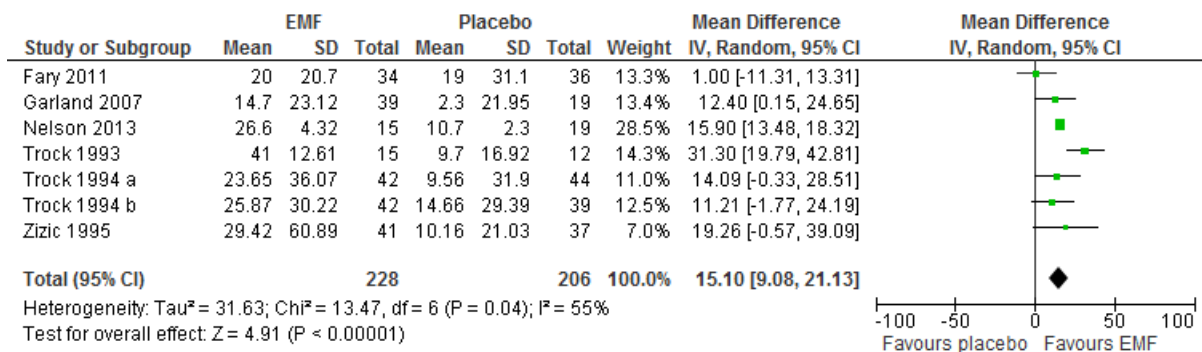 EMF Placebo Mean Difference Mean Difference
Study or Subgroup Mean SD Total Mean SD Total Weight IV, Random, 95% CI IV, Random, 95% CI
Fary 2011 20 20.7 34 19 31.1 36 13.3% 1.00 [-11.31, 13.31]
Garland 2007 14.7 23.12 39 2.3 21.95 19 13.4% 12.40 [0.15, 24.65]
Nelson 2013 26.6 4.32 15 10.7 2.3 19 28.5% 15.90 [13.48, 18.32]
Trock 1993 41 12.61 15 9.7 16.92 12 14.3% 31.30 [19.79, 42.81]
Trock 1994 a 23.65 36.07 42 9.56 31.9 44 11.0% 14.09 [-0.33, 28.51]
Trock 1994 b 25.87 30.22 42 14.66 29.39 39 12.5% 11.21 [-1.77, 24.19]
Zizic 1995 29.42 60.89 41 10.16 21.03 37 7.0% 19.26 [-0.57, 39.09]
Total (95% CI) 228 206 100.0% 15.10 [9.08, 21.13]
Heterogeneity: Tau² = 31.63; Chi² = 13.47, df = 6 (P = 0.04); I² = 55%
Test for overall effect: Z = 4.91 (P < 0.00001)
-100 -50 0 50 100
Favours placebo Favours EMF